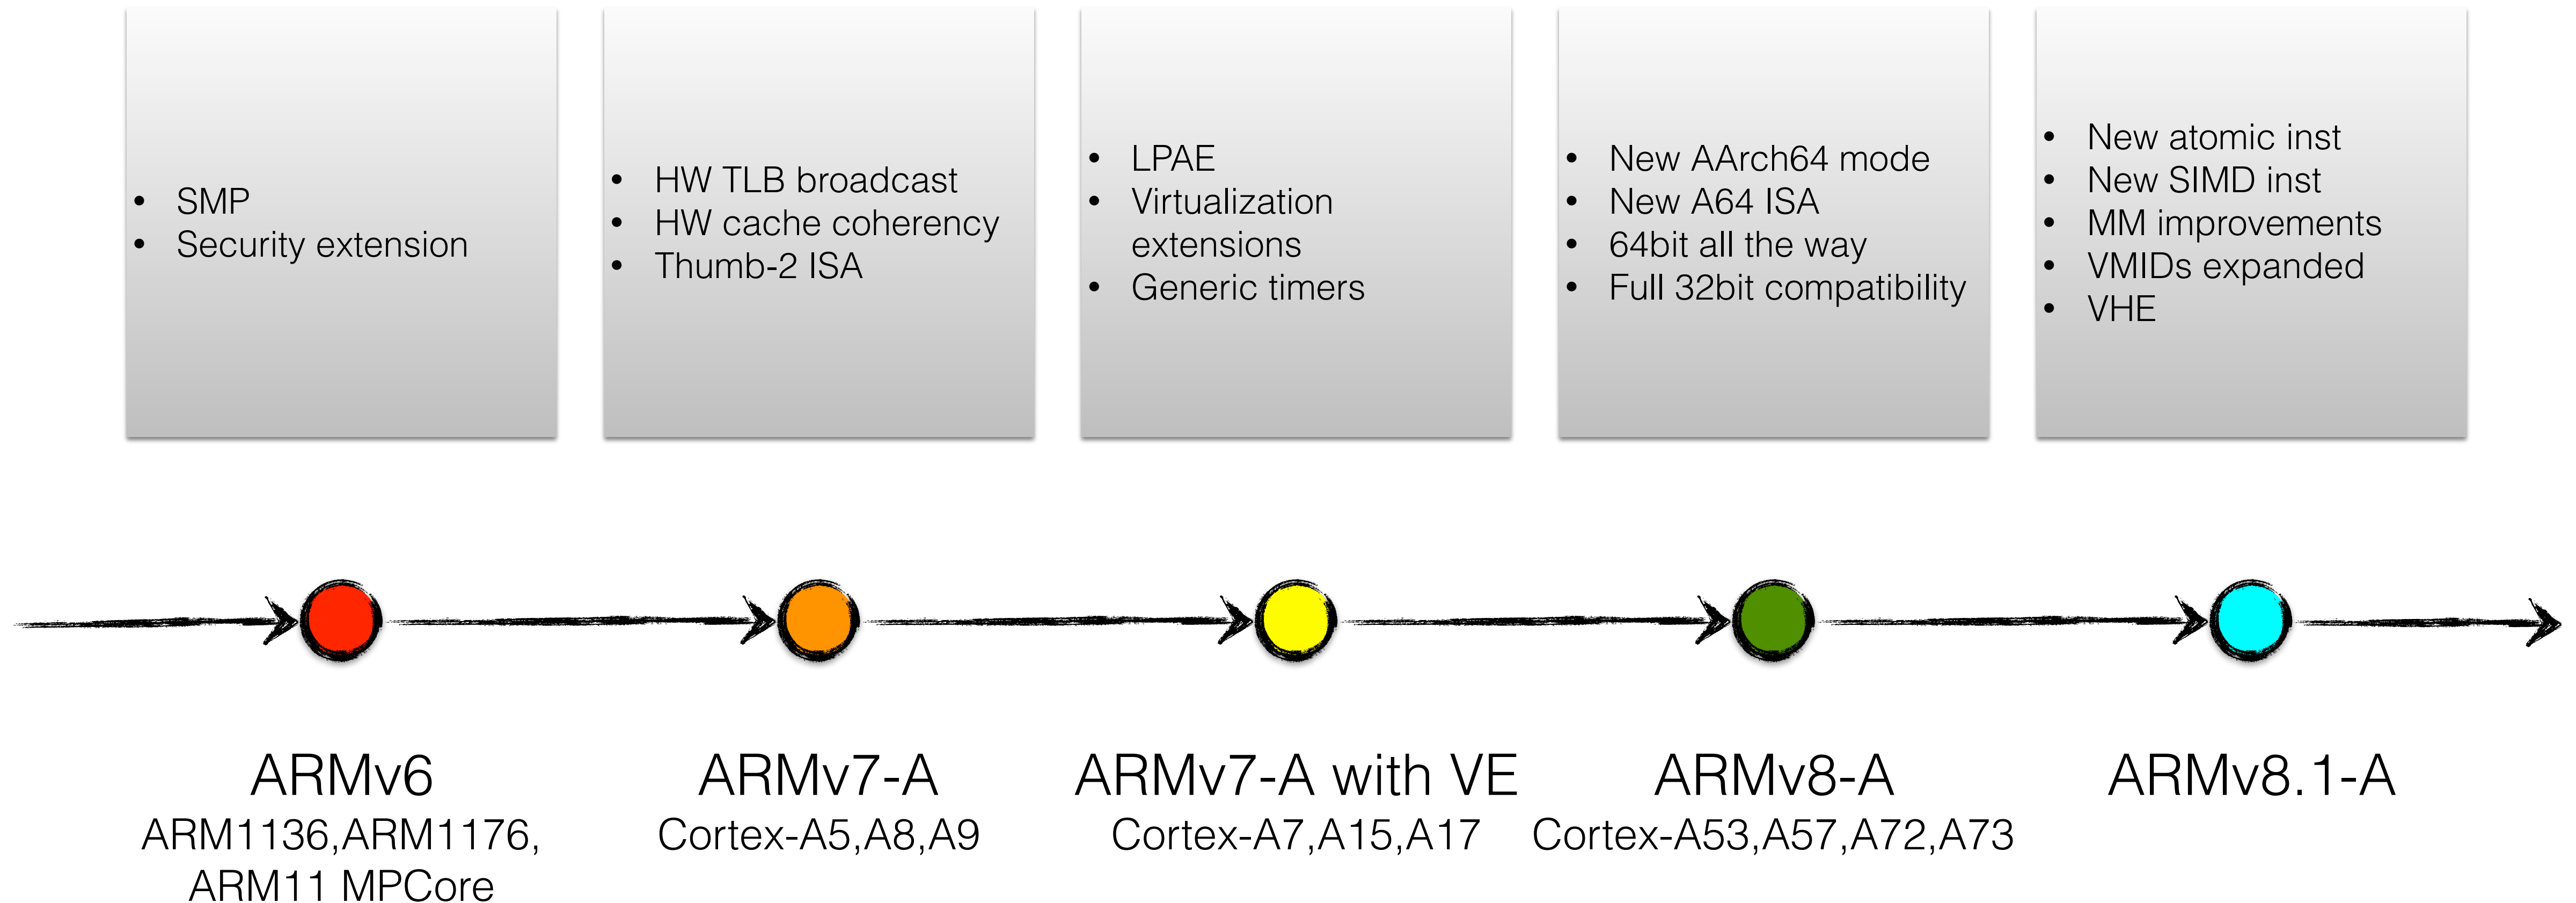 • SMP
• Security extension
• HW TLB broadcast
• HW cache coherency
• Thumb-2 ISA
• LPAE
• Virtualization
extensions
• Generic timers
• New AArch64 mode
• New A64 ISA
• 64bit all the way
• Full 32bit compatibility
• New atomic inst
• New SIMD inst
• MM improvements
• VMIDs expanded
• VHE
ARMv6
ARM1136,ARM1176,
ARM11 MPCore
ARMv7-A
Cortex-A5,A8,A9
ARMv7-A with VE
Cortex-A7,A15,A17
ARMv8-A
Cortex-A53,A57,A72,A73
ARMv8.1-A